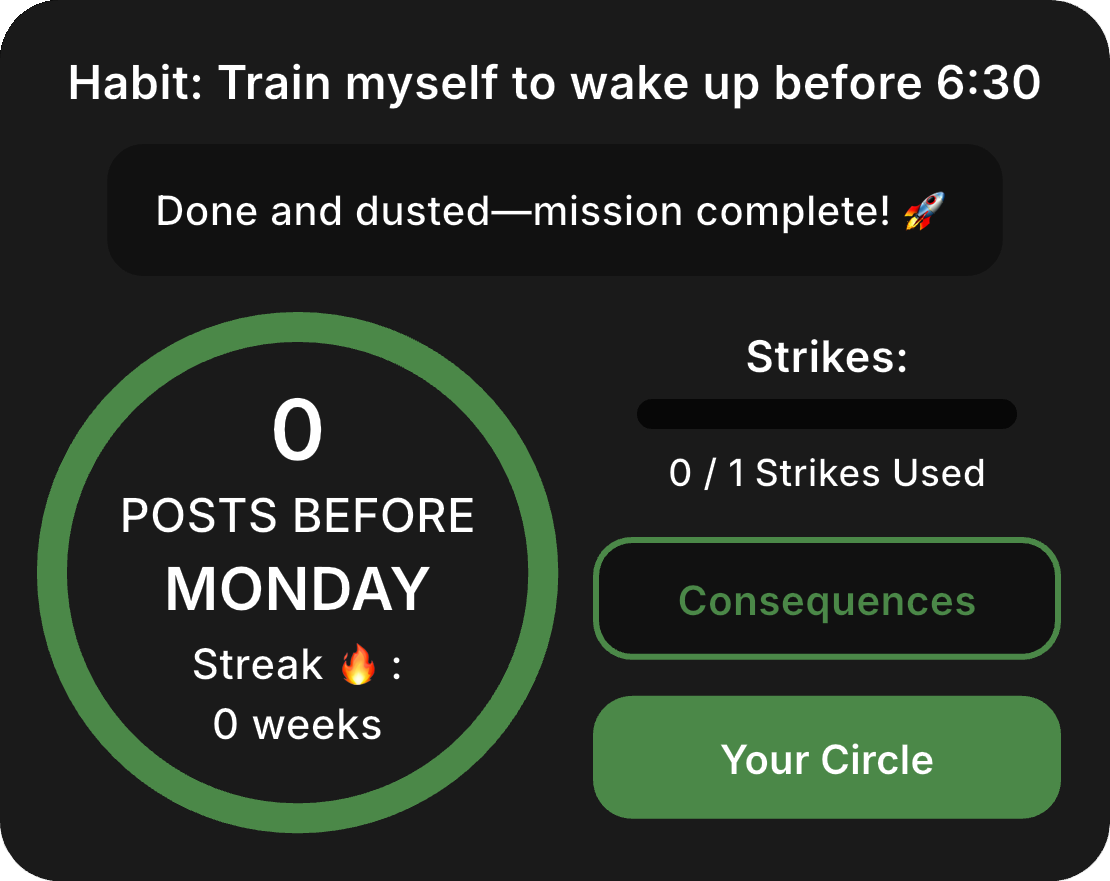 Habit: Train myself to wake up before 6:30
Done and dusted—mission complete! 🚀
0
POSTS BEFORE
MONDAY
Streak 🔥 :
0 weeks
Strikes:
0 / 1 Strikes Used
Consequences
Your Circle